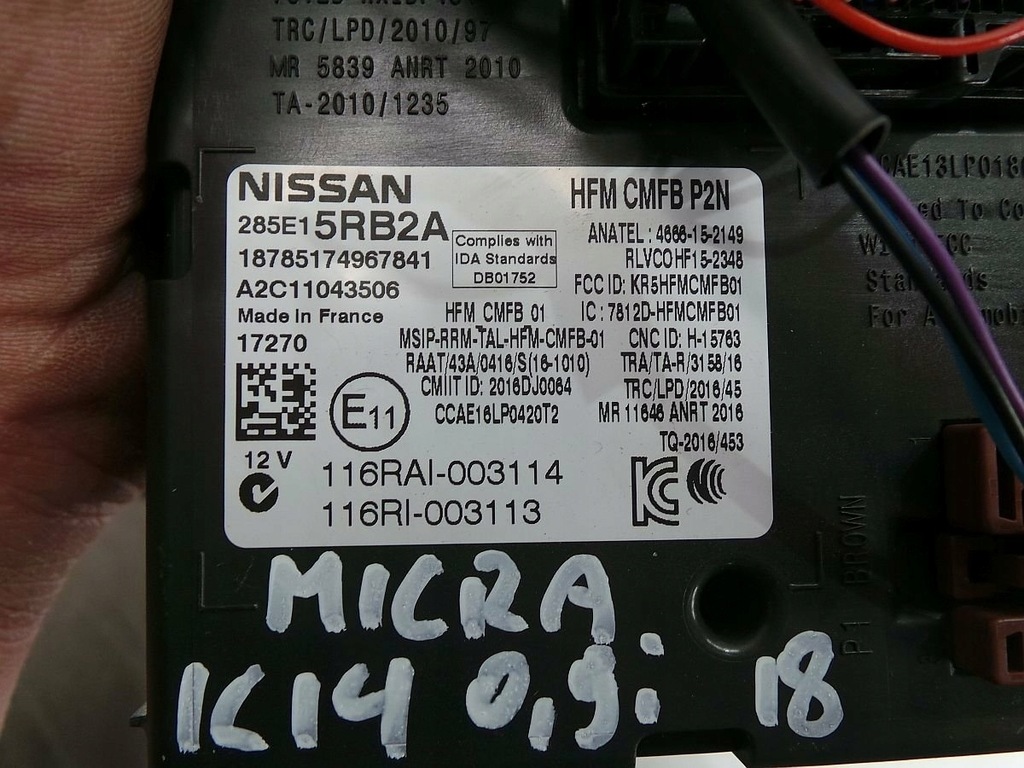 TRC/LPD/2010/97
MR 5839 ANRT 2010
TA-2010/1235
NISSAN
285E1 5RB2A
18785174967841
A2C11043506
Made In France
17270
12 V
Complies with
IDA Standards
DB01752
HFM CMFB P2N
ANATEL : 4666-15-2149
RLVCOHF15-2348
FCC ID: KR5HFMCMFB01
HFM CMFB 01
IC : 7812D-HFMCMFB01
MSIP-RRM-TAL-HFM-CMFB-01
CNC ID: H-15763
RAAT/43A/0416/S(16-1010)
TRA/TA-R/3158/16
CMIIT ID: 2016DJ0064
TRC/LPD/2016/45
CCAE16LP0420T2
MR 11646 ANRT 2016
TQ-2016/453
E11
116RAI-003114
116RI-003113
KC
P1 BROWN
MICRA
K14 0,9i 18